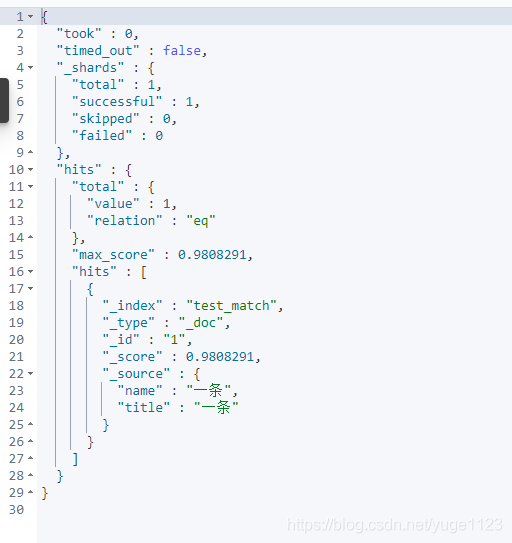 1 {
2 "took" : 0,
3 "timed_out" : false,
4 "_shards" : {
5 "total" : 1,
6 "successful" : 1,
7 "skipped" : 0,
8 "failed" : 0
9 },
10 "hits" : {
11 "total" : {
12 "value" : 1,
13 "relation" : "eq"
14 },
15 "max_score" : 0.9808291,
16 "hits" : [
17 {
18 "_index" : "test_match",
19 "_type" : "_doc",
20 "_id" : "1",
21 "_score" : 0.9808291,
22 "_source" : {
23 "name" : "一条",
24 "title" : "一条"
25 }
26 }
27 ]
28 }
29 }
30
https://blog.csdn.net/yuge1123